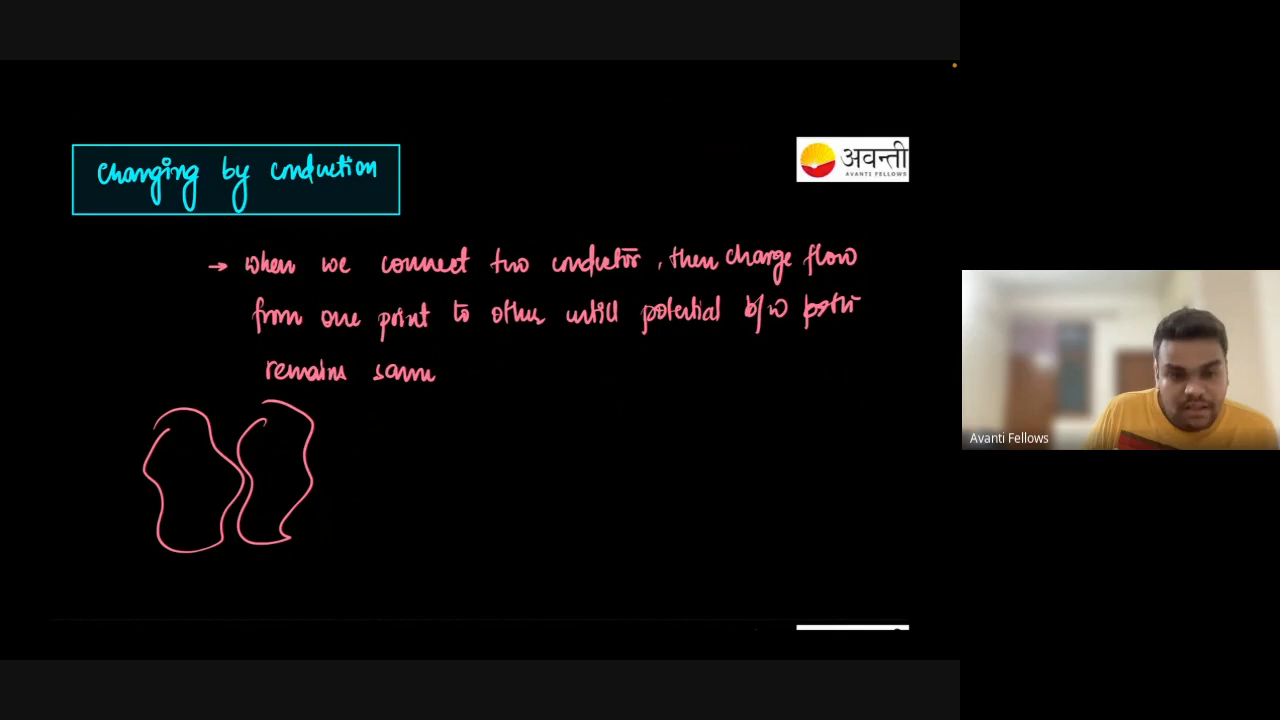 Changing by conduction
अवन्ती
AVANTI FELLOWS
→ when we connect two conductor, then charge flow
from one point to other untill potential b/w both
remains same
Avanti Fellows